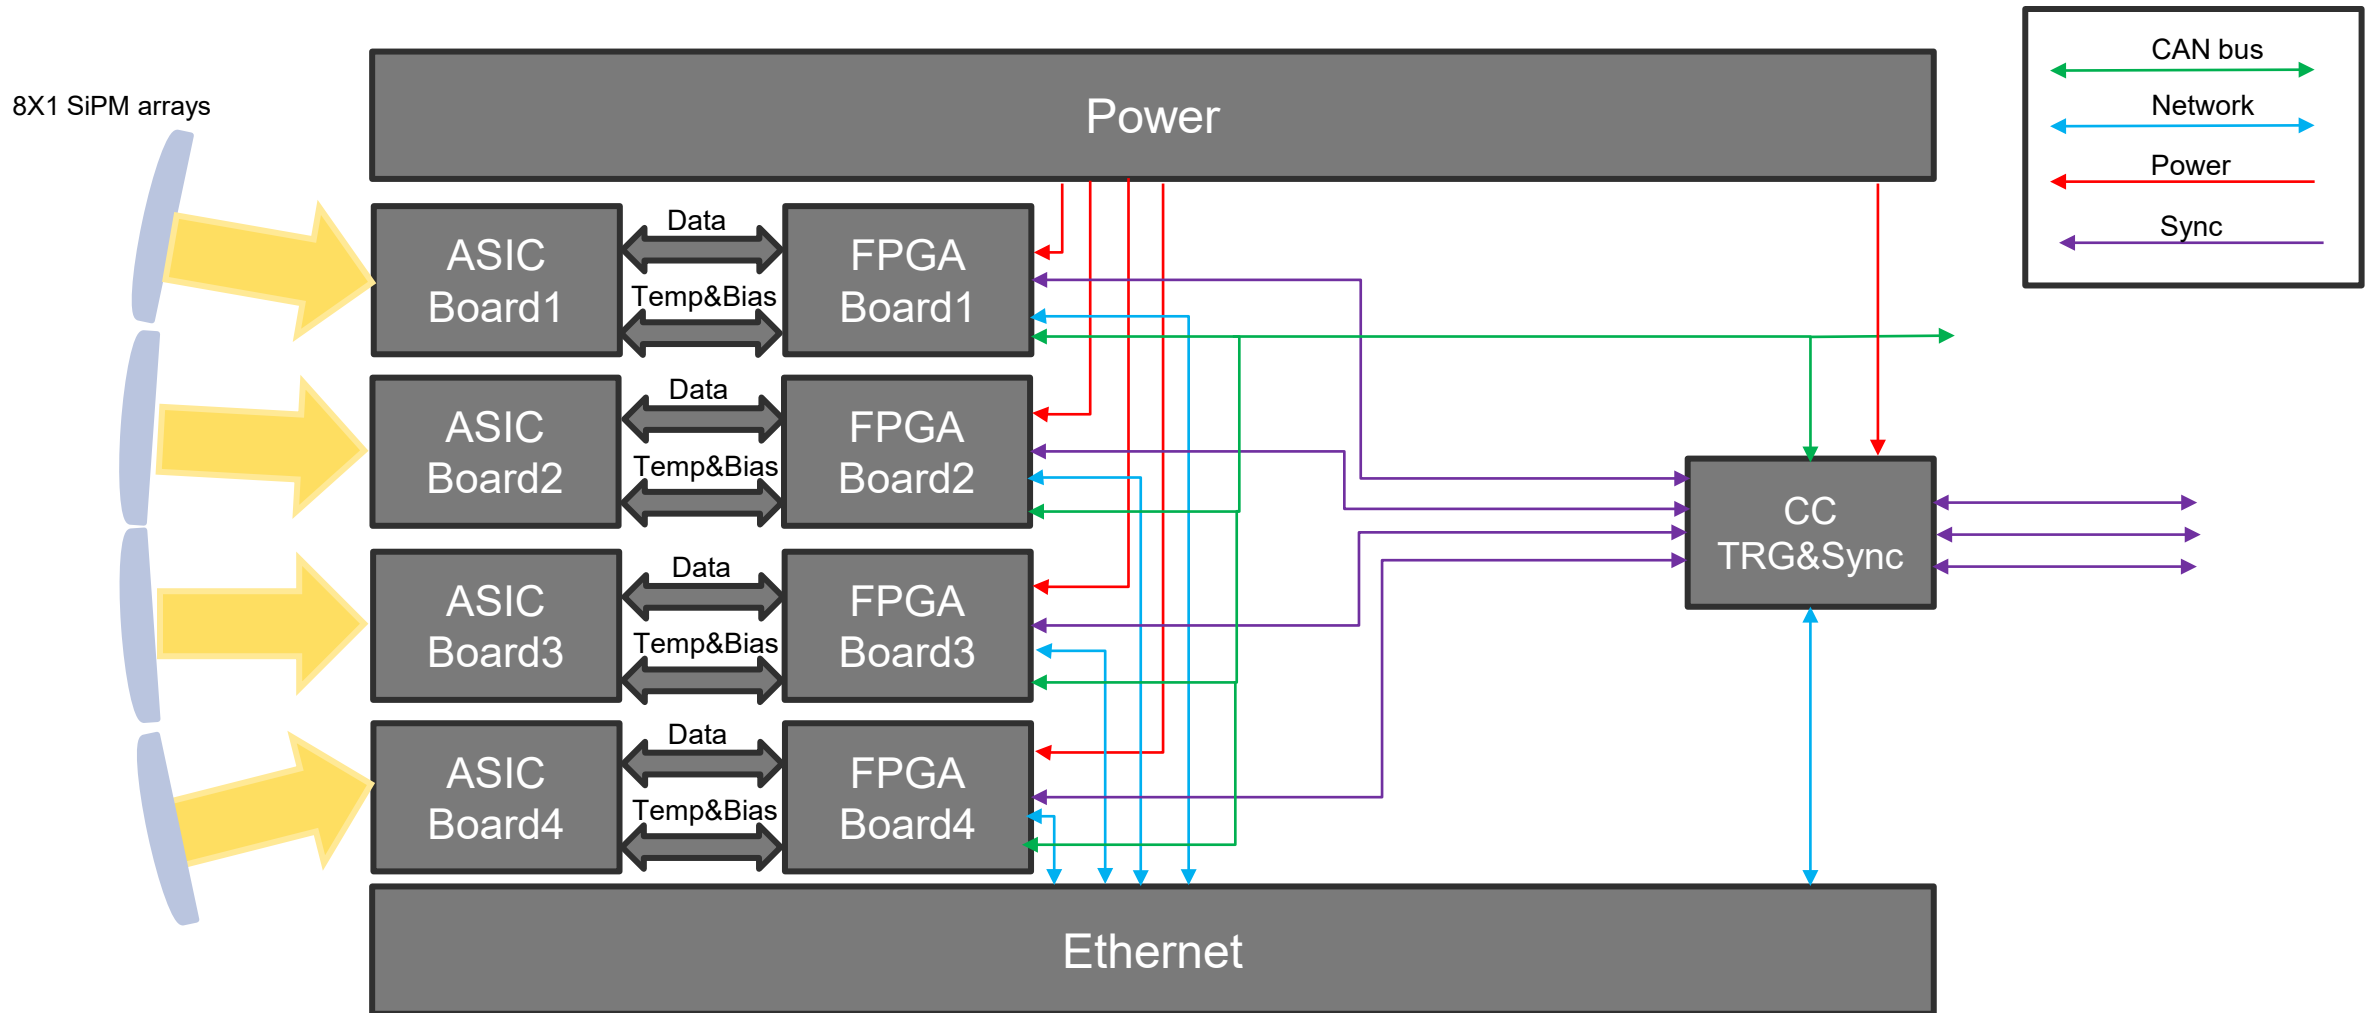 CAN bus
Network
Power
Sync
8X1 SiPM arrays
Power
ASIC
Board1
Data
Temp&Bias
FPGA
Board1
ASIC
Board2
Data
Temp&Bias
FPGA
Board2
ASIC
Board3
Data
Temp&Bias
FPGA
Board3
ASIC
Board4
Data
Temp&Bias
FPGA
Board4
CC
TRG&Sync
Ethernet